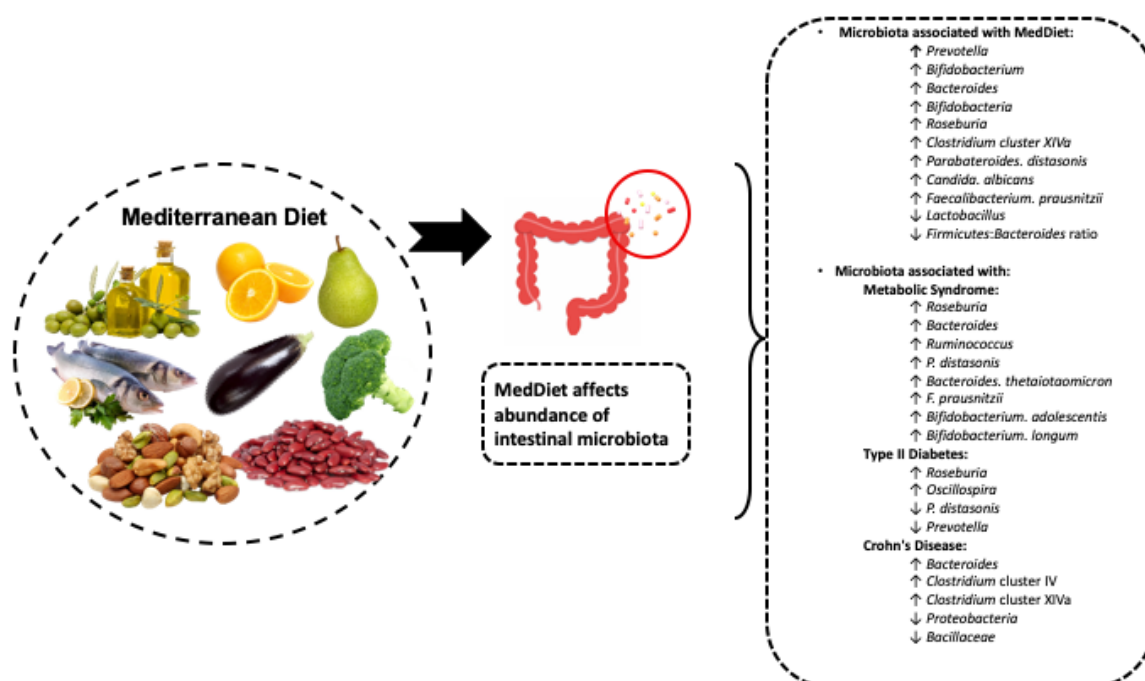 Mediterranean Diet
MedDiet affects
abundance of
intestinal microbiota
• Microbiota associated with MedDiet:
↑ Prevotella
↑ Bifidobacterium
↑ Bacteroides
↑ Bifidobacteria
↑ Roseburia
↑ Clostridium cluster XIVa
↑ Parabateroides. distasonis
↑ Candida. albicans
↑ Faecalibacterium. prausnitzii
↓ Lactobacillus
↓ Firmicutes:Bacteroides ratio
• Microbiota associated with:
Metabolic Syndrome:
↑ Roseburia
↑ Bacteroides
↑ Ruminococcus
↑ P. distasonis
↑ Bacteroides. thetaiotaomicron
↑ F. prausnitzii
↑ Bifidobacterium. adolescentis
↑ Bifidobacterium. longum
Type II Diabetes:
↑ Roseburia
↑ Oscillospira
↓ P. distasonis
↓ Prevotella
Crohn's Disease:
↑ Bacteroides
↑ Clostridium cluster IV
↑ Clostridium cluster XIVa
↓ Proteobacteria
↓ Bacillaceae